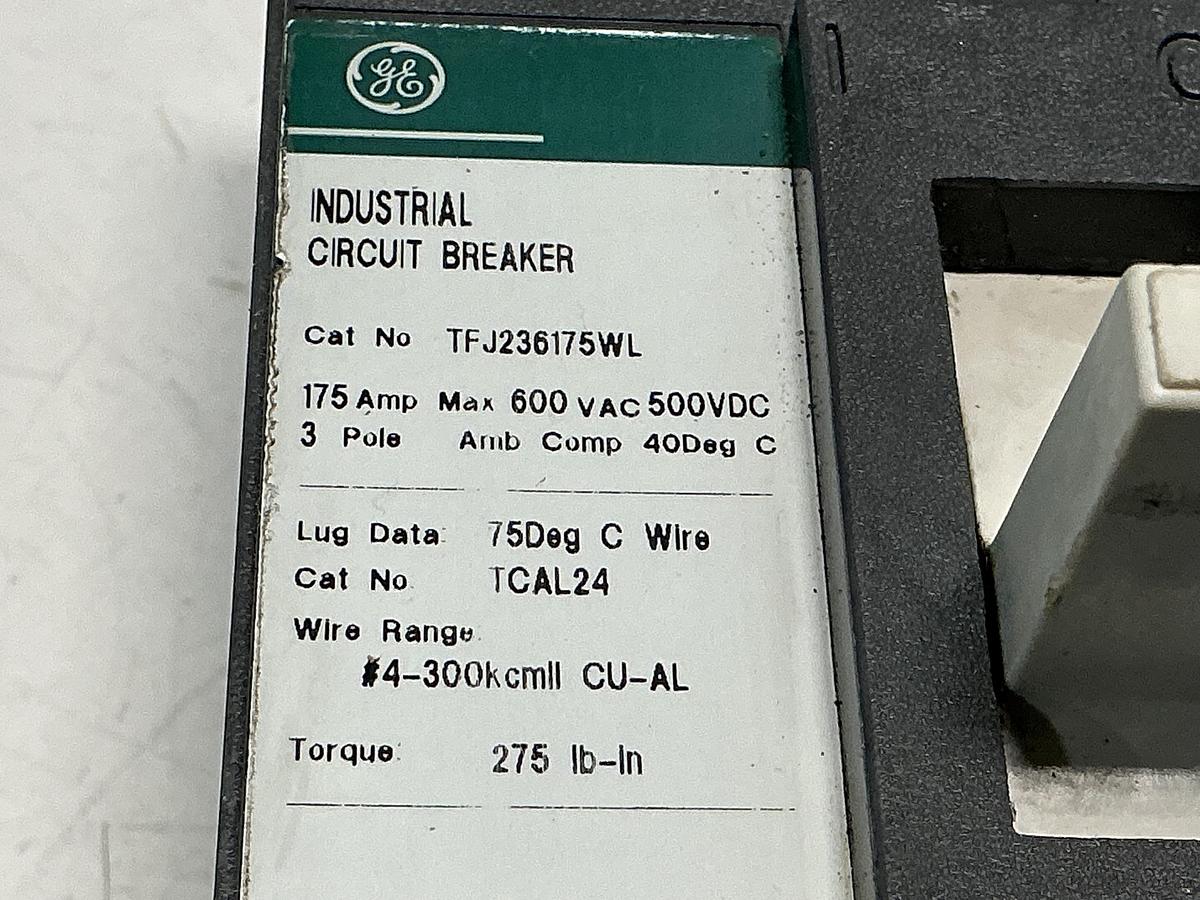 GE
I O
INDUSTRIAL
CIRCUIT BREAKER
Cat No TFJ236175WL
175 Amp Max 600 VAC 500VDC
3 Pole Amb Comp 40Deg C
Lug Data: 75Deg C Wire
Cat No TCAL24
Wire Range:
#4-300kcmil CU-AL
Torque: 275 lb-in